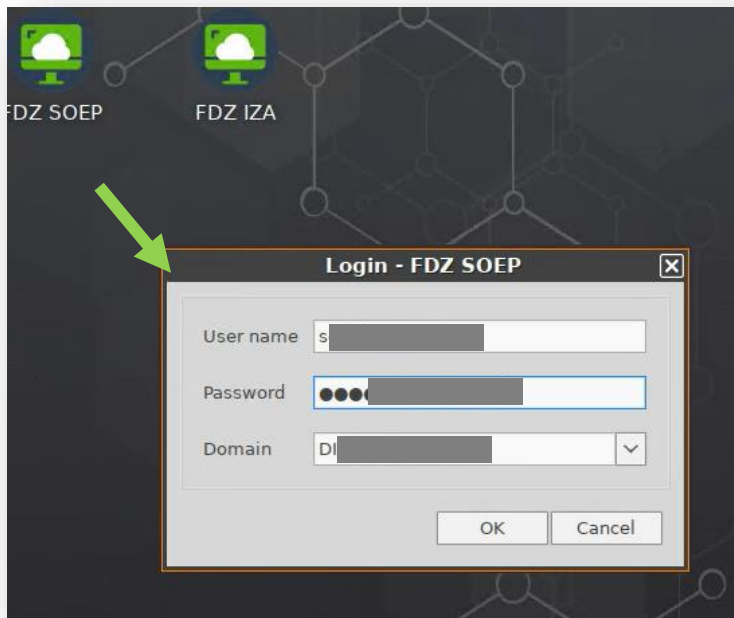 FDZ SOEP
FDZ IZA
Login - FDZ SOEP
User name s
Password
Domain DI
OK
Cancel